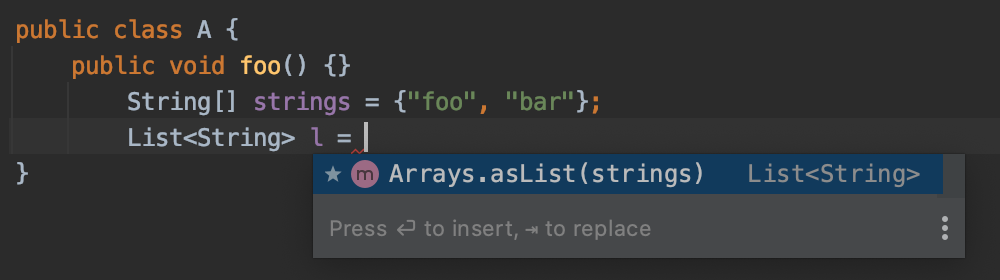 public class A {
public void foo() {}
String[] strings = {"foo", "bar"};
List<String> l =
m Arrays.asList(strings) List<String>
}
Press ⏎ to insert, ⇥ to replace